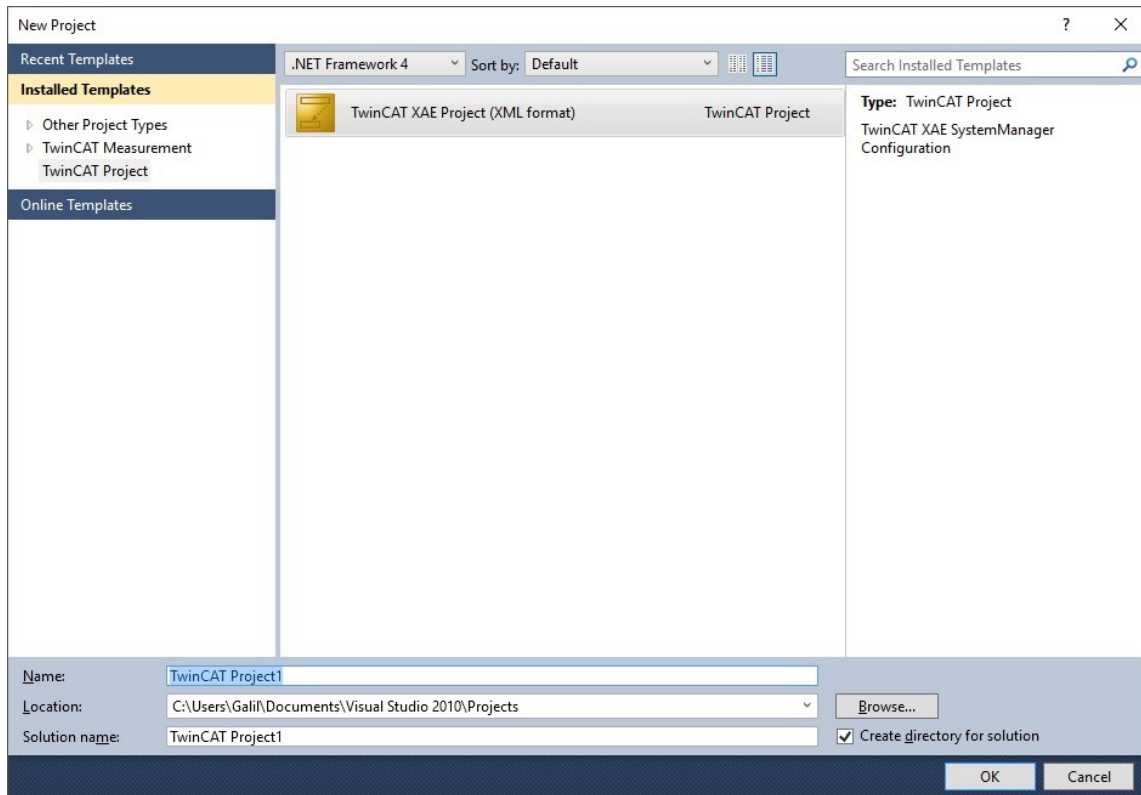 New Project
Recent Templates
Installed Templates
Other Project Types
TwinCAT Measurement
TwinCAT Project
Online Templates
.NET Framework 4
Sort by: Default
TwinCAT XAE Project (XML format) TwinCAT Project
Search Installed Templates
Type: TwinCAT Project
TwinCAT XAE SystemManager
Configuration
Name: TwinCAT Project1
Location: C:\Users\Galil\Documents\Visual Studio 2010\Projects
Browse...
Solution name: TwinCAT Project1
Create directory for solution
OK Cancel